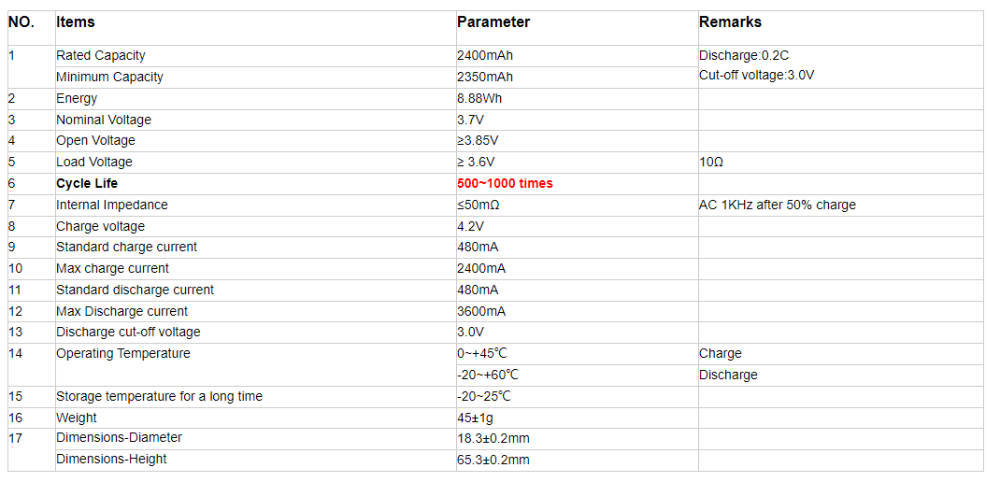 NO. Items Parameter Remarks
1 Rated Capacity 2400mAh Discharge:0.2C
Minimum Capacity 2350mAh Cut-off voltage:3.0V
2 Energy 8.88Wh
3 Nominal Voltage 3.7V
4 Open Voltage ≥3.85V
5 Load Voltage ≥ 3.6V 10Ω
6 Cycle Life 500~1000 times
7 Internal Impedance ≤50mΩ AC 1KHz after 50% charge
8 Charge voltage 4.2V
9 Standard charge current 480mA
10 Max charge current 2400mA
11 Standard discharge current 480mA
12 Max Discharge current 3600mA
13 Discharge cut-off voltage 3.0V
14 Operating Temperature 0~+45℃ Charge
-20~+60℃ Discharge
15 Storage temperature for a long time -20~25℃
16 Weight 45±1g
17 Dimensions-Diameter 18.3±0.2mm
Dimensions-Height 65.3±0.2mm